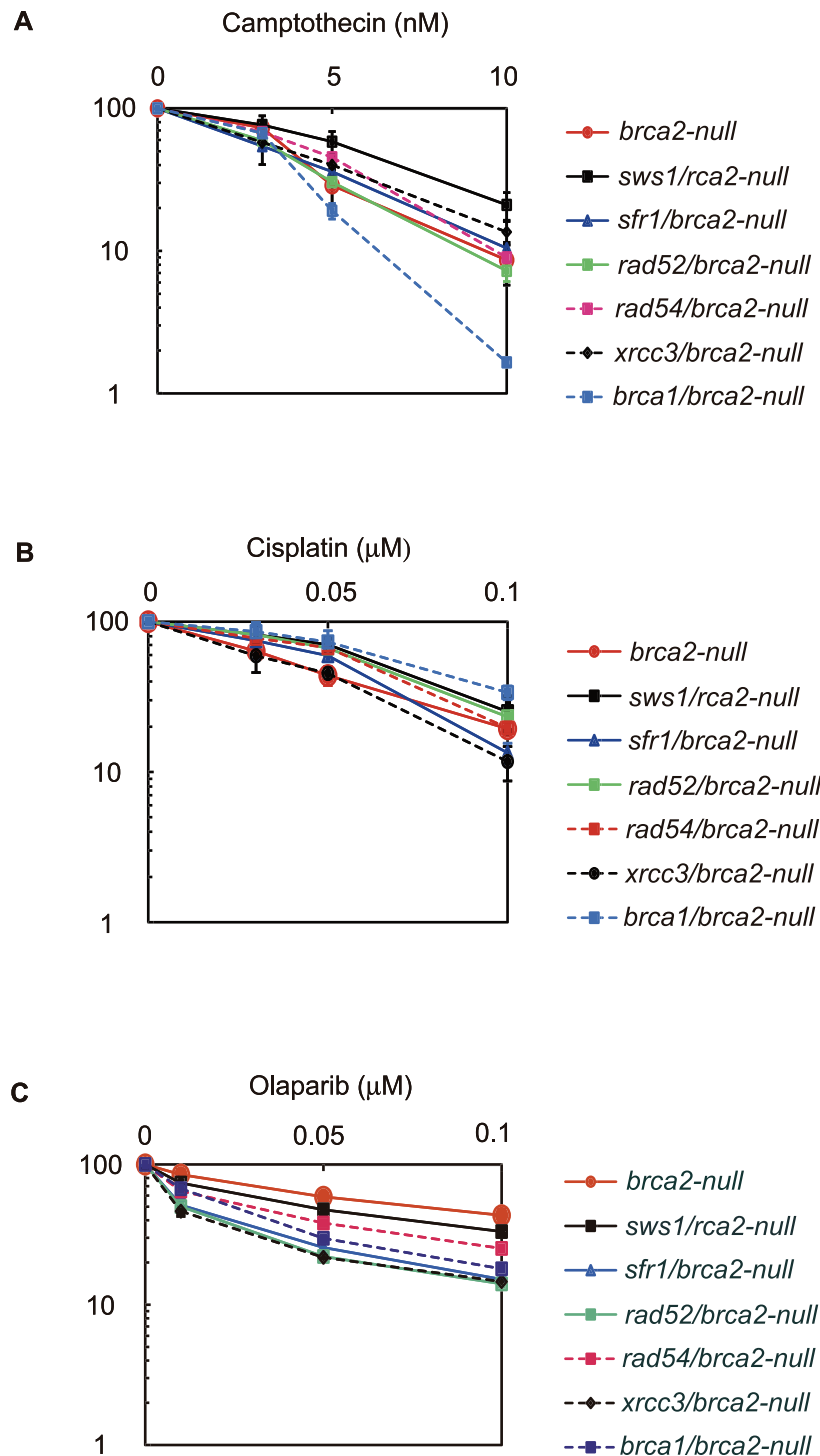 A
Camptothecin (nM)
0 5 10
100
10
1
brca2-null
sws1/rca2-null
sfr1/brca2-null
rad52/brca2-null
rad54/brca2-null
xrcc3/brca2-null
brca1/brca2-null
B
Cisplatin (μM)
0 0.05 0.1
100
10
1
brca2-null
sws1/rca2-null
sfr1/brca2-null
rad52/brca2-null
rad54/brca2-null
xrcc3/brca2-null
brca1/brca2-null
C
Olaparib (μM)
0 0.05 0.1
100
10
1
brca2-null
sws1/rca2-null
sfr1/brca2-null
rad52/brca2-null
rad54/brca2-null
xrcc3/brca2-null
brca1/brca2-null